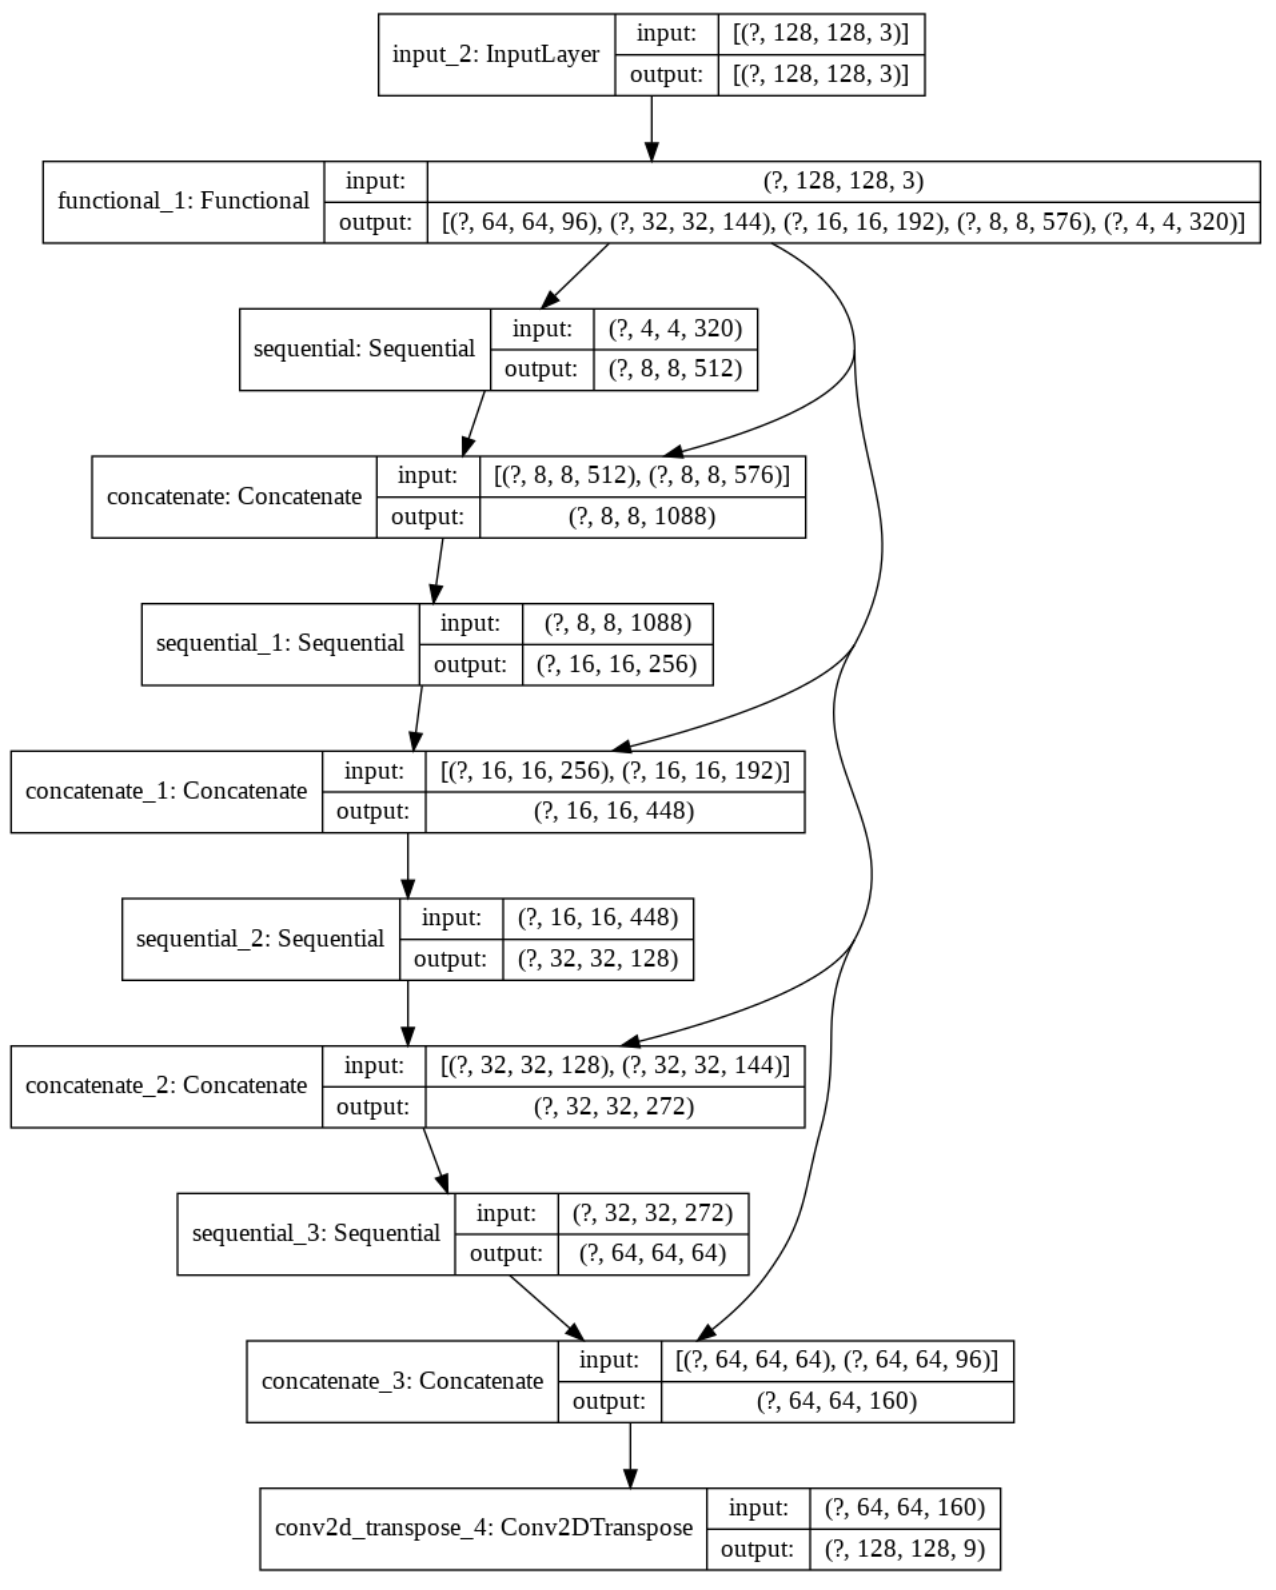 input_2: InputLayer
input: [(?, 128, 128, 3)]
output: [(?, 128, 128, 3)]
functional_1: Functional
input: (?, 128, 128, 3)
output: [(?, 64, 64, 96), (?, 32, 32, 144), (?, 16, 16, 192), (?, 8, 8, 576), (?, 4, 4, 320)]
sequential: Sequential
input: (?, 4, 4, 320)
output: (?, 8, 8, 512)
concatenate: Concatenate
input: [(?, 8, 8, 512), (?, 8, 8, 576)]
output: (?, 8, 8, 1088)
sequential_1: Sequential
input: (?, 8, 8, 1088)
output: (?, 16, 16, 256)
concatenate_1: Concatenate
input: [(?, 16, 16, 256), (?, 16, 16, 192)]
output: (?, 16, 16, 448)
sequential_2: Sequential
input: (?, 16, 16, 448)
output: (?, 32, 32, 128)
concatenate_2: Concatenate
input: [(?, 32, 32, 128), (?, 32, 32, 144)]
output: (?, 32, 32, 272)
sequential_3: Sequential
input: (?, 32, 32, 272)
output: (?, 64, 64, 64)
concatenate_3: Concatenate
input: [(?, 64, 64, 64), (?, 64, 64, 96)]
output: (?, 64, 64, 160)
conv2d_transpose_4: Conv2DTranspose
input: (?, 64, 64, 160)
output: (?, 128, 128, 9)